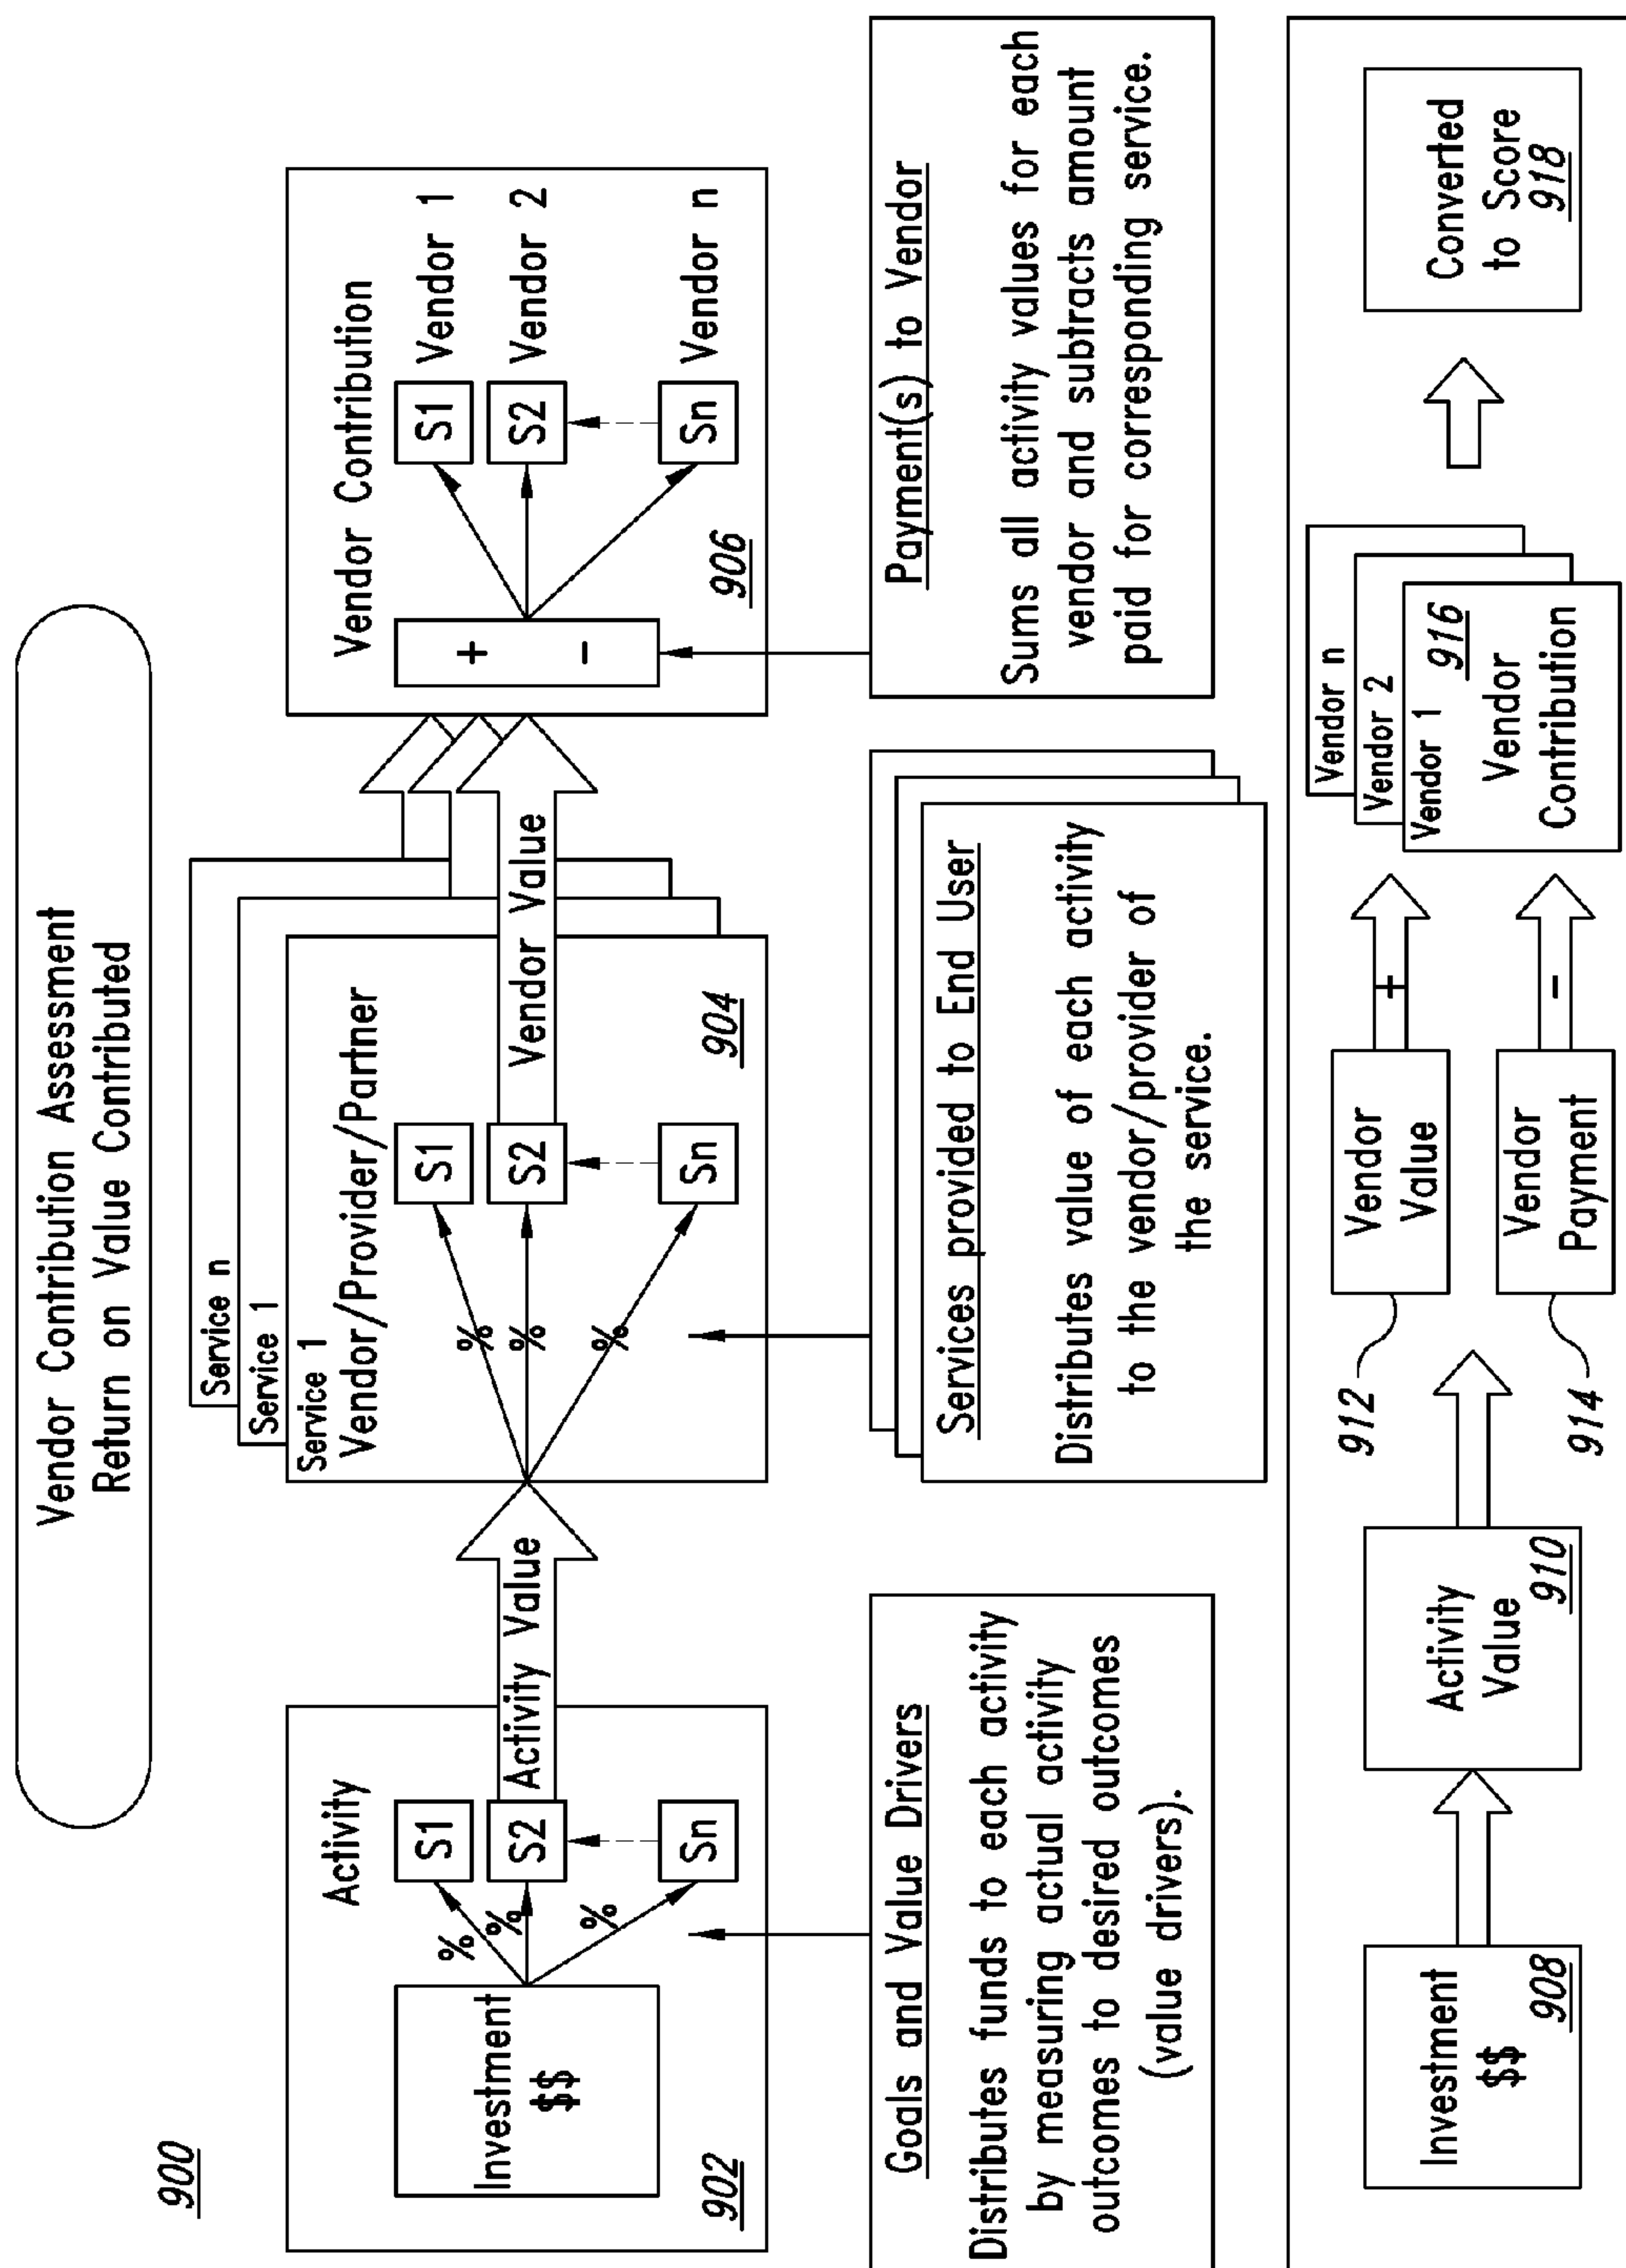 Vendor Contribution Assessment
Return on Value Contributed
900
Investment
$$
%
%
%
Activity
S1
S2
Sn
902
Activity Value
Service n
Service 1
Service 1
Vendor/Provider/Partner
%
%
%
S1
S2
Sn
904
Vendor Value
Vendor Contribution
+
-
S1
S2
Sn
Vendor 1
Vendor 2
Vendor n
906
Goals and Value Drivers
Distributes funds to each activity
by measuring actual activity
outcomes to desired outcomes
(value drivers).
Services provided to End User
Distributes value of each activity
to the vendor/provider of
the service.
Payment(s) to Vendor
Sums all activity values for each
vendor and subtracts amount
paid for corresponding service.
Investment
$$
908
Activity
Value
910
912
Vendor
Value
+
914
Vendor
Payment
-
Vendor n
Vendor 2
Vendor 1
916
Vendor
Contribution
Converted
to Score
918